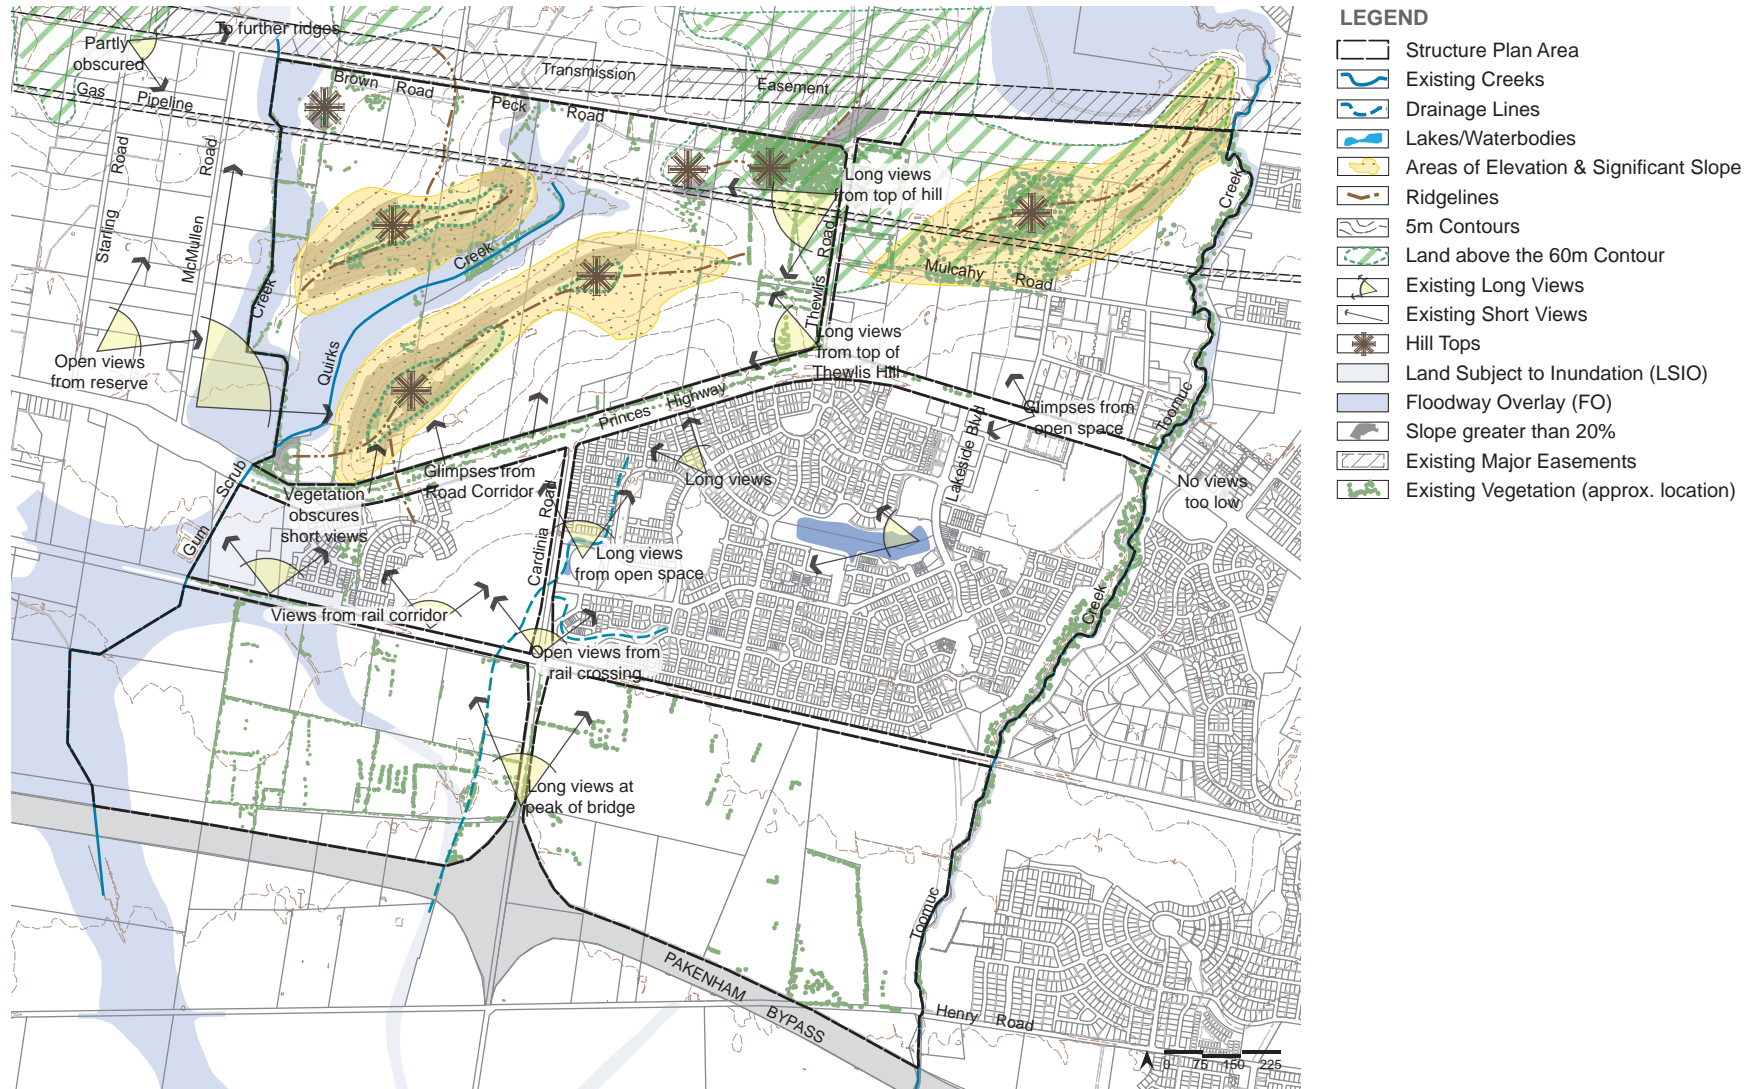 To further ridges
Partly
obscured
Gas Pipeline
Brown Road
Transmission
Easement
Peck Road
Starling Road
McMullen Road
Creek
Creek
Quirks
Long views
from top of hill
Thewlis Road
Mulcahy Road
Creek
Open views
from reserve
Long views
from top of
Thewlis Hill
Princes Highway
Glimpses from
open space
Lakeside Blvd
Toomuc
Scrub
Gum
Vegetation
obscures
short views
Glimpses from
Road Corridor
Cardinia Road
Long views
No views
too low
Long views
from open space
Views from rail corridor
Open views from
rail crossing
Creek
Long views at
peak of bridge
Toomuc
PAKENHAM BYPASS
Henry Road
0 75 150 225
LEGEND
Structure Plan Area
Existing Creeks
Drainage Lines
Lakes/Waterbodies
Areas of Elevation & Significant Slope
Ridgelines
5m Contours
Land above the 60m Contour
Existing Long Views
Existing Short Views
Hill Tops
Land Subject to Inundation (LSIO)
Floodway Overlay (FO)
Slope greater than 20%
Existing Major Easements
Existing Vegetation (approx. location)